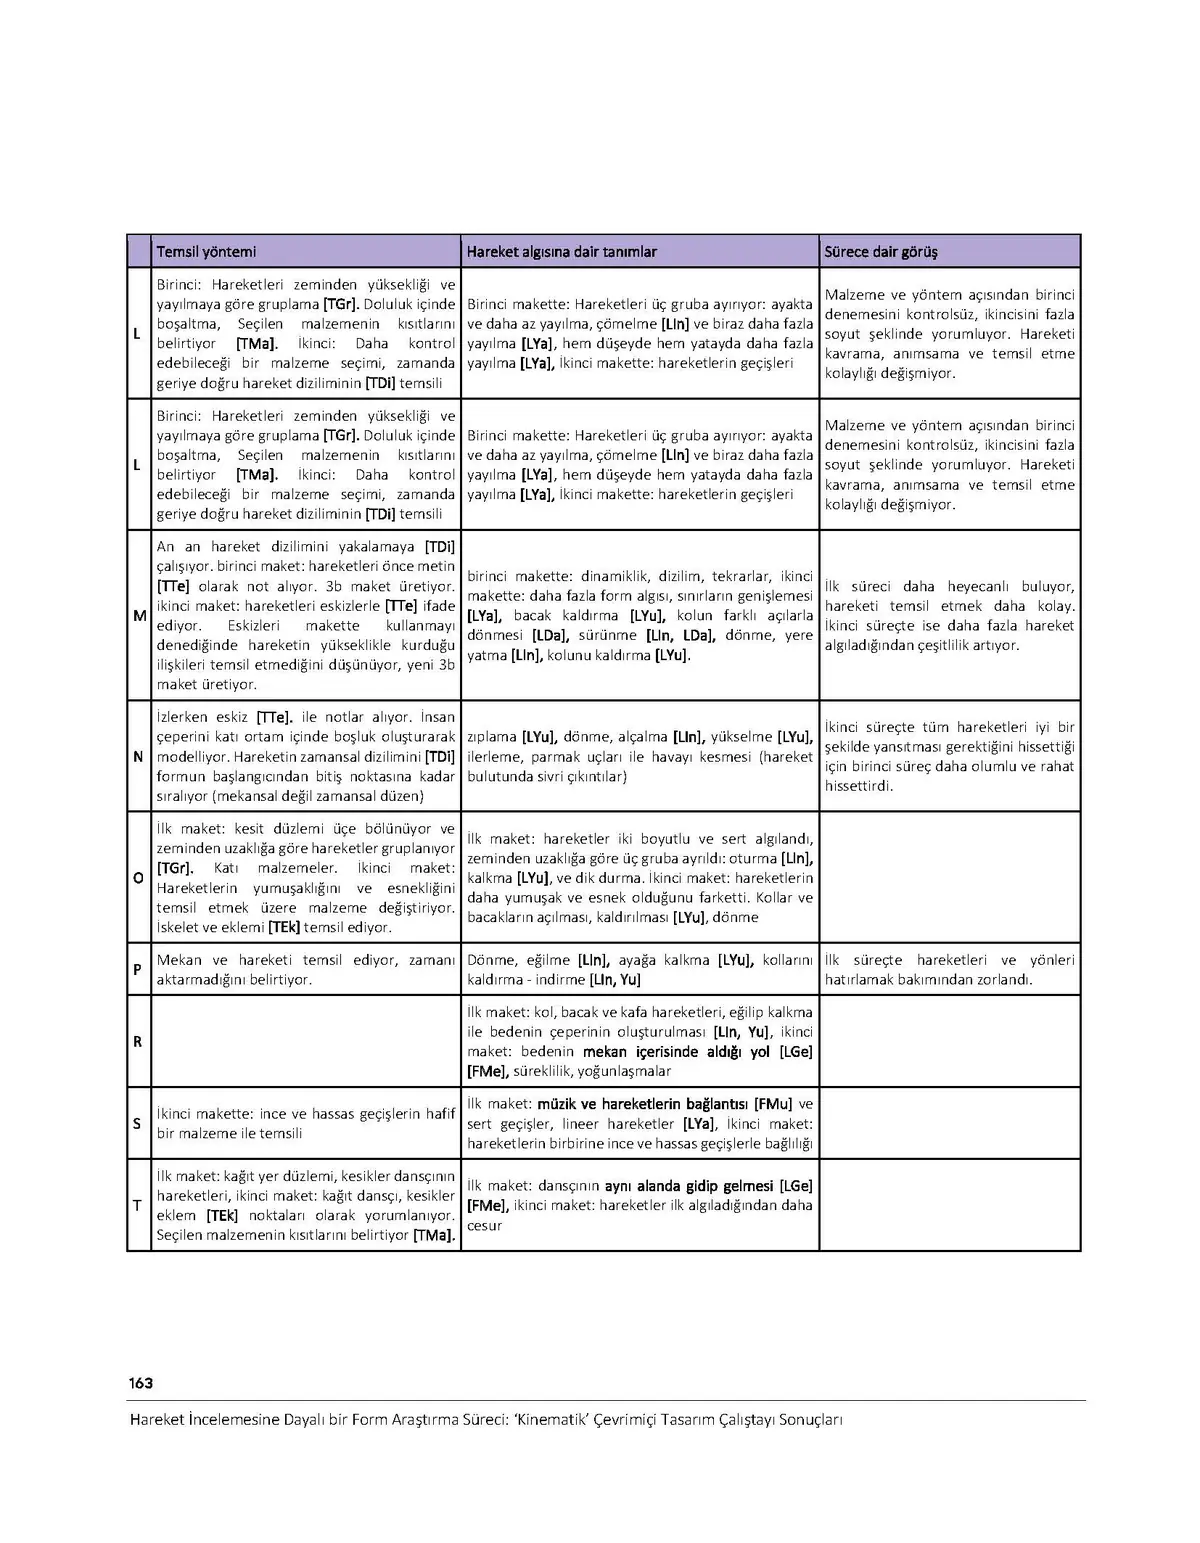 Temsil yöntemi
Hareket algısına dair tanımlar
Sürece dair görüş
L
Birinci: Hareketleri zeminden yüksekliği ve
yayılmaya göre gruplama [TGr]. Doluluk içinde
boşaltma, Seçilen malzemenin kısıtlarını
belirtiyor [TMa]. İkinci: Daha kontrol
edebileceği bir malzeme seçimi, zamanda
geriye doğru hareket diziliminin [TDi] temsili
Birinci makette: Hareketleri üç gruba ayırıyor: ayakta
ve daha az yayılma, çömelme [LIn] ve biraz daha fazla
yayılma [LYa], hem düşeyde hem yatayda daha fazla
yayılma [LYa], İkinci makette: hareketlerin geçişleri
Malzeme ve yöntem açısından birinci
denemesini kontrolsüz, ikincisini fazla
soyut şeklinde yorumluyor. Hareketi
kavrama, anımsama ve temsil etme
kolaylığı değişmiyor.
L
Birinci: Hareketleri zeminden yüksekliği ve
yayılmaya göre gruplama [TGr]. Doluluk içinde
boşaltma, Seçilen malzemenin kısıtlarını
belirtiyor [TMa]. İkinci: Daha kontrol
edebileceği bir malzeme seçimi, zamanda
geriye doğru hareket diziliminin [TDi] temsili
Birinci makette: Hareketleri üç gruba ayırıyor: ayakta
ve daha az yayılma, çömelme [LIn] ve biraz daha fazla
yayılma [LYa], hem düşeyde hem yatayda daha fazla
yayılma [LYa], İkinci makette: hareketlerin geçişleri
Malzeme ve yöntem açısından birinci
denemesini kontrolsüz, ikincisini fazla
soyut şeklinde yorumluyor. Hareketi
kavrama, anımsama ve temsil etme
kolaylığı değişmiyor.
M
An an hareket dizilimini yakalamaya [TDi]
çalışıyor. birinci maket: hareketleri önce metin
[TTe] olarak not alıyor. 3b maket üretiyor.
ikinci maket: hareketleri eskizlerle [TTe] ifade
ediyor. Eskizleri makette kullanmayı
denediğinde hareketin yükseklikle kurduğu
ilişkileri temsil etmediğini düşünüyor, yeni 3b
maket üretiyor.
birinci makette: dinamiklik, dizilim, tekrarlar, ikinci
makette: daha fazla form algısı, sınırların genişlemesi
[LYa], bacak kaldırma [LYu], kolun farklı açılarla
dönmesi [LDa], sürünme [LIn, LDa], dönme, yere
yatma [LIn], kolunu kaldırma [LYu].
İlk süreci daha heyecanlı buluyor,
hareketi temsil etmek daha kolay.
İkinci süreçte ise daha fazla hareket
algıladığından çeşitlilik artıyor.
N
İzlerken eskiz [TTe]. ile notlar alıyor. İnsan
çeperini katı ortam içinde boşluk oluşturarak
modelliyor. Hareketin zamansal dizilimini [TDi]
formun başlangıcından bitiş noktasına kadar
sıralıyor (mekansal değil zamansal düzen)
zıplama [LYu], dönme, alçalma [LIn], yükselme [LYu],
ilerleme, parmak uçları ile havayı kesmesi (hareket
bulutunda sivri çıkıntılar)
İkinci süreçte tüm hareketleri iyi bir
şekilde yansıtması gerektiğini hissettiği
için birinci süreç daha olumlu ve rahat
hissettirdi.
O
İlk maket: kesit düzlemi üçe bölünüyor ve
zeminden uzaklığa göre hareketler gruplanıyor
[TGr]. Katı malzemeler. İkinci maket:
Hareketlerin yumuşaklığını ve esnekliğini
temsil etmek üzere malzeme değiştiriyor.
İskelet ve eklemi [TEk] temsil ediyor.
İlk maket: hareketler iki boyutlu ve sert algılandı,
zeminden uzaklığa göre üç gruba ayrıldı: oturma [LIn],
kalkma [LYu], ve dik durma. İkinci maket: hareketlerin
daha yumuşak ve esnek olduğunu farketti. Kollar ve
bacakların açılması, kaldırılması [LYu], dönme
P
Mekan ve hareketi temsil ediyor, zamanı
aktarmadığını belirtiyor.
Dönme, eğilme [LIn], ayağa kalkma [LYu], kollarını
kaldırma - indirme [LIn, Yu]
İlk süreçte hareketleri ve yönleri
hatırlamak bakımından zorlandı.
R
İlk maket: kol, bacak ve kafa hareketleri, eğilip kalkma
ile bedenin çeperinin oluşturulması [LIn, Yu], ikinci
maket: bedenin mekan içerisinde aldığı yol [LGe]
[FMe], süreklilik, yoğunlaşmalar
S
İkinci makette: ince ve hassas geçişlerin hafif
bir malzeme ile temsili
İlk maket: müzik ve hareketlerin bağlantısı [FMu] ve
sert geçişler, lineer hareketler [LYa], İkinci maket:
hareketlerin birbirine ince ve hassas geçişlerle bağlılığı
T
İlk maket: kağıt yer düzlemi, kesikler dansçının
hareketleri, ikinci maket: kağıt dansçı, kesikler
eklem [TEk] noktaları olarak yorumlanıyor.
Seçilen malzemenin kısıtlarını belirtiyor [TMa].
İlk maket: dansçının aynı alanda gidip gelmesi [LGe]
[FMe], ikinci maket: hareketler ilk algıladığından daha
cesur
163
Hareket İncelemesine Dayalı bir Form Araştırma Süreci: ‘Kinematik’ Çevrimiçi Tasarım Çalıştayı Sonuçları